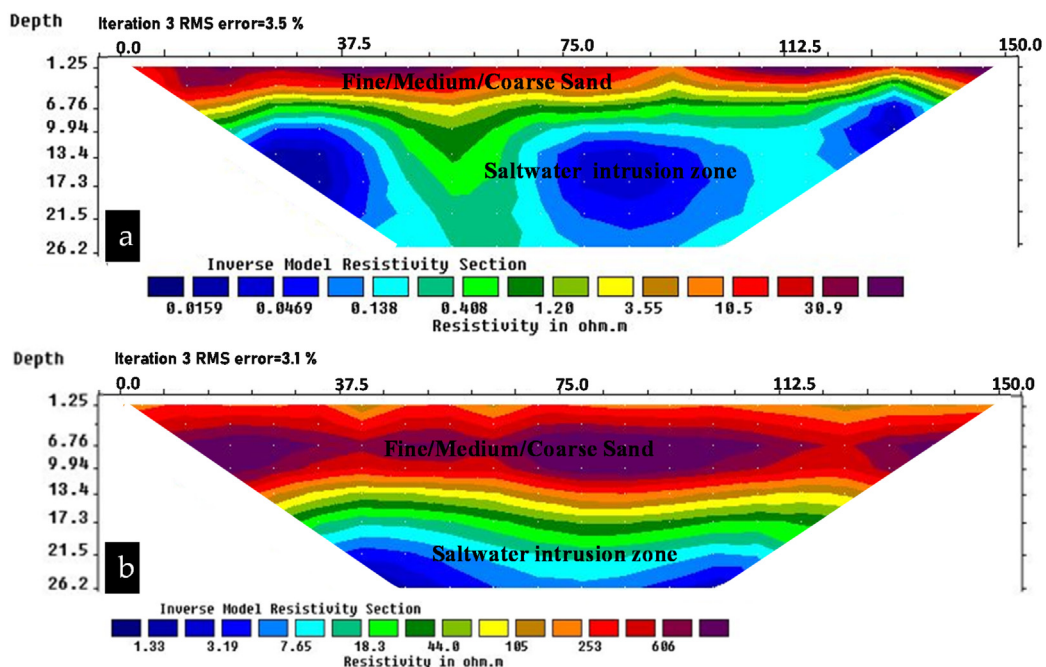 Depth Iteration 3 RMS error=3.5 %
0.0 37.5 75.0 112.5 150.0
1.25
Fine/Medium/Coarse Sand
6.76
9.94
13.4
Saltwater intrusion zone
17.3
21.5
a
26.2
Inverse Model Resistivity Section
0.0159 0.0469 0.138 0.408 1.20 3.55 10.5 30.9
Resistivity in ohm.m
Depth Iteration 3 RMS error=3.1 %
0.0 37.5 75.0 112.5 150.0
1.25
6.76 Fine/Medium/Coarse Sand
9.94
13.4
17.3
21.5 Saltwater intrusion zone
b
26.2
Inverse Model Resistivity Section
1.33 3.19 7.65 18.3 44.0 105 253 606
Resistivity in ohm.m